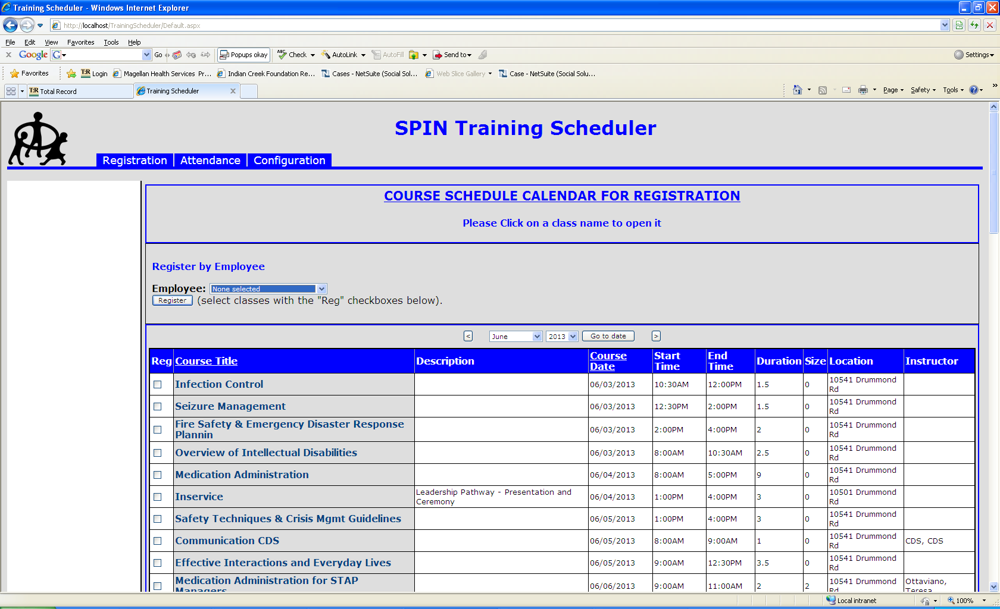 Training Scheduler - Windows Internet Explorer
http://localhost/TrainingScheduler/Default.aspx
File Edit View Favorites Tools Help
Google G Go Popups okay ABC Check AutoLink AutoFill Send to Settings
Favorites T:R Login Magellan Health Services Pr... Indian Creek Foundation Re... Cases - NetSuite (Social Sol... Web Slice Gallery Case - NetSuite (Social Solu...
T:R Total Record Training Scheduler X Page Safety Tools ? »
SPIN Training Scheduler
Registration Attendance Configuration
COURSE SCHEDULE CALENDAR FOR REGISTRATION
Please Click on a class name to open it
Register by Employee
Employee: None selected
Register (select classes with the "Reg" checkboxes below).
< June 2013 Go to date >
Reg Course Title Description Course Date Start Time End Time Duration Size Location Instructor
Infection Control 06/03/2013 10:30AM 12:00PM 1.5 0 10541 Drummond Rd
Seizure Management 06/03/2013 12:30PM 2:00PM 1.5 0 10541 Drummond Rd
Fire Safety & Emergency Disaster Response Plannin 06/03/2013 2:00PM 4:00PM 2 0 10541 Drummond Rd
Overview of Intellectual Disabilities 06/03/2013 8:00AM 10:30AM 2.5 0 10541 Drummond Rd
Medication Administration 06/04/2013 8:00AM 5:00PM 9 0 10541 Drummond Rd
Inservice Leadership Pathway - Presentation and Ceremony 06/04/2013 1:00PM 4:00PM 3 0 10501 Drummond Rd
Safety Techniques & Crisis Mgmt Guidelines 06/05/2013 1:00PM 4:00PM 3 0 10541 Drummond Rd
Communication CDS 06/05/2013 8:00AM 9:00AM 1 0 10541 Drummond Rd CDS, CDS
Effective Interactions and Everyday Lives 06/05/2013 9:00AM 12:30PM 3.5 0 10541 Drummond Rd
Medication Administration for STAP Managers 06/06/2013 9:00AM 11:00AM 2 2 10541 Drummond Rd Ottaviano, Teresa
Local intranet 100%